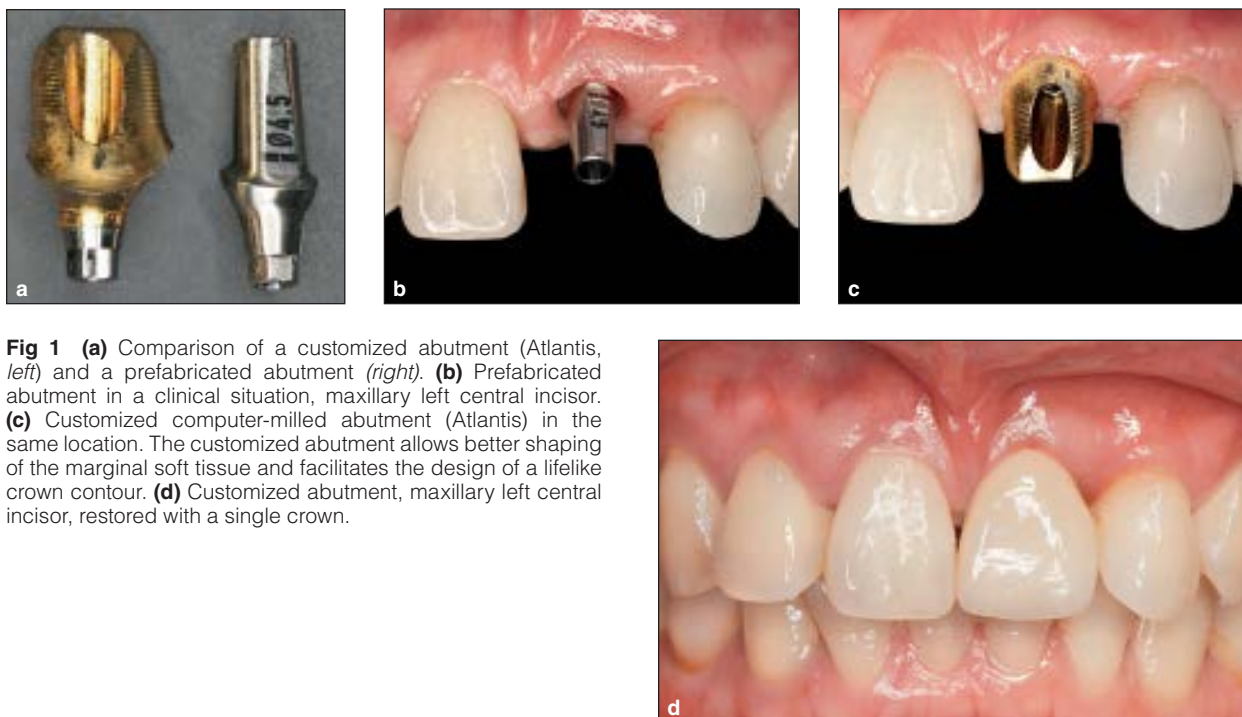 Ø4.5
a
b
c
Fig 1 (a) Comparison of a customized abutment (Atlantis,
left) and a prefabricated abutment (right). (b) Prefabricated
abutment in a clinical situation, maxillary left central incisor.
(c) Customized computer-milled abutment (Atlantis) in the
same location. The customized abutment allows better shaping
of the marginal soft tissue and facilitates the design of a lifelike
crown contour. (d) Customized abutment, maxillary left central
incisor, restored with a single crown.
d